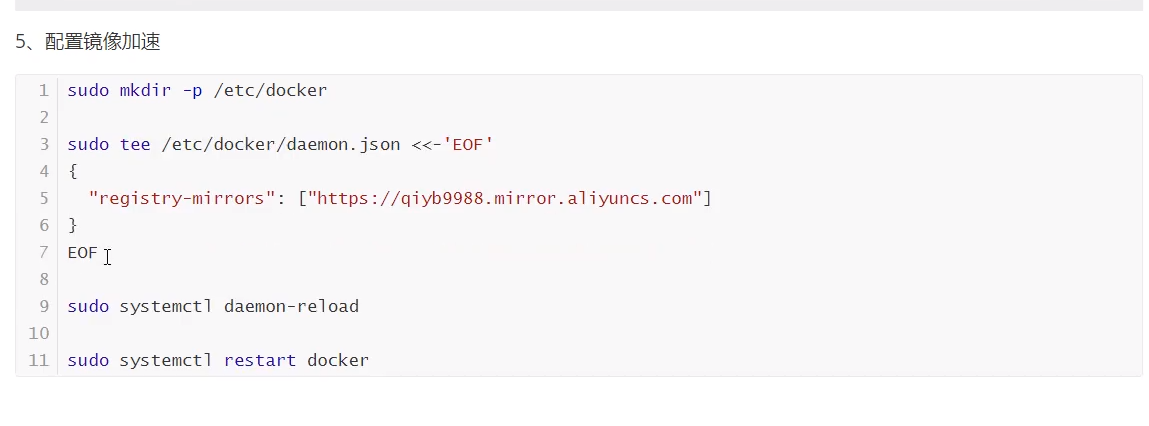 5、配置镜像加速
1 sudo mkdir -p /etc/docker
2
3 sudo tee /etc/docker/daemon.json <<-'EOF'
4 {
5   "registry-mirrors": ["https://qiyb9988.mirror.aliyuncs.com"]
6 }
7 EOF
8
9 sudo systemctl daemon-reload
10
11 sudo systemctl restart docker